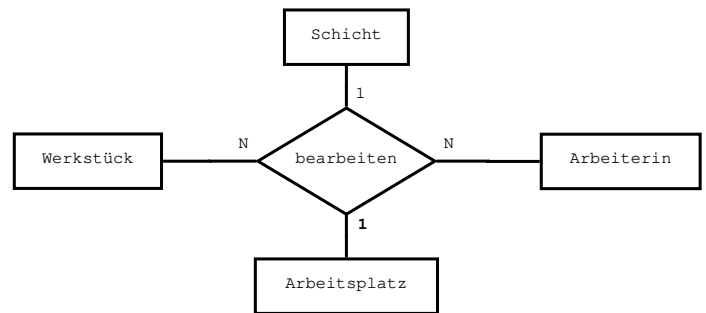 Schicht
1
N
N
Werkstück
bearbeiten
Arbeiterin
1
Arbeitsplatz